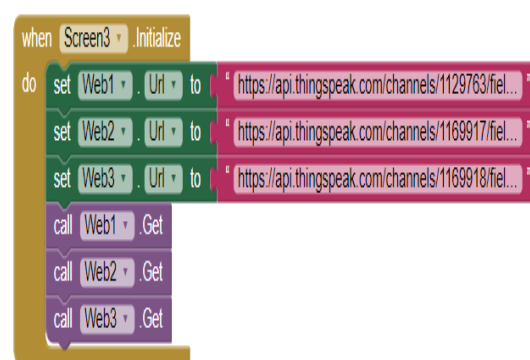 when Screen3 .Initialize
do set Web1 . Url to " https://api.thingspeak.com/channels/1129763/fiel... "
set Web2 . Url to " https://api.thingspeak.com/channels/1169917/fiel... "
set Web3 . Url to " https://api.thingspeak.com/channels/1169918/fiel... "
call Web1 .Get
call Web2 .Get
call Web3 .Get